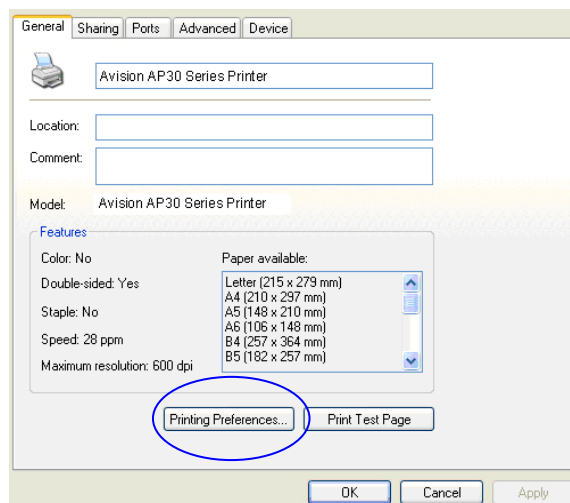 General Sharing Ports Advanced Device
Avision AP30 Series Printer
Location:
Comment:
Model: Avision AP30 Series Printer
Features
Color: No
Double-sided: Yes
Staple: No
Speed: 28 ppm
Maximum resolution: 600 dpi
Paper available:
Letter (215 x 279 mm)
A4 (210 x 297 mm)
A5 (148 x 210 mm)
A6 (106 x 148 mm)
B4 (257 x 364 mm)
B5 (182 x 257 mm)
Printing Preferences... Print Test Page
OK Cancel Apply